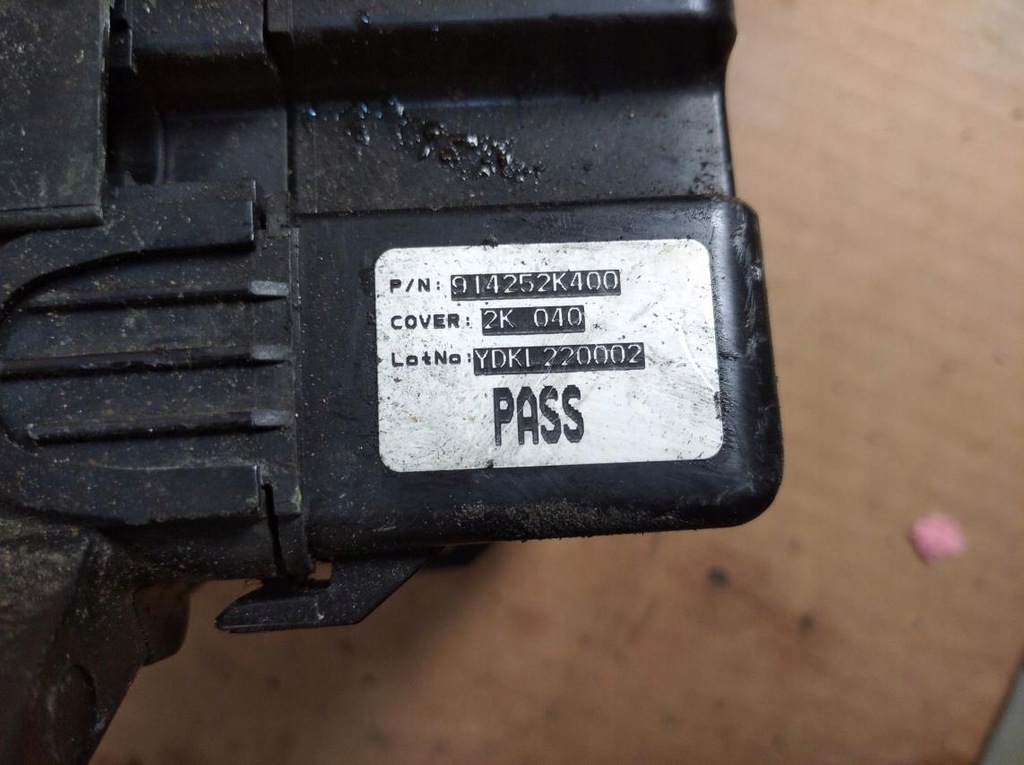 P/N: 914252K400
COVER: 2K 040
LotNo: YDKL220002
PASS